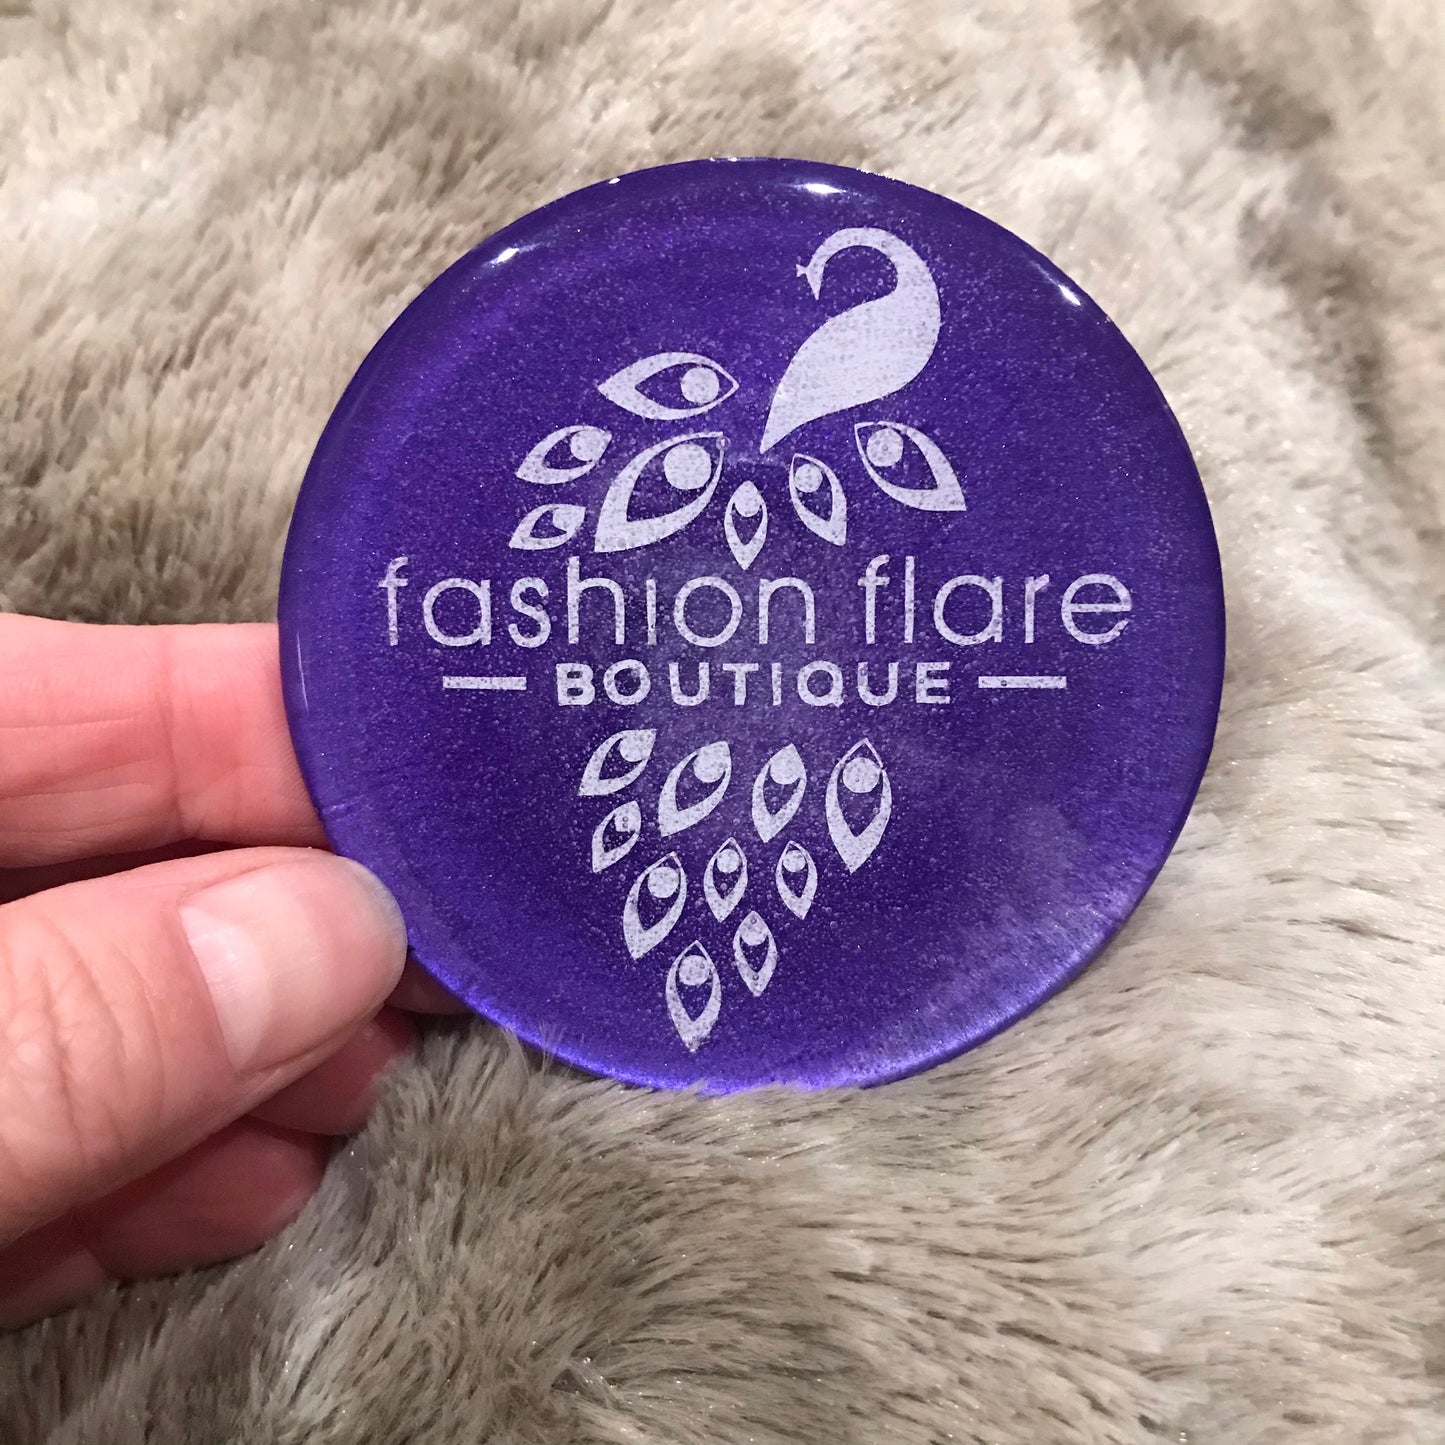 fashion flare
— BOUTIQUE —